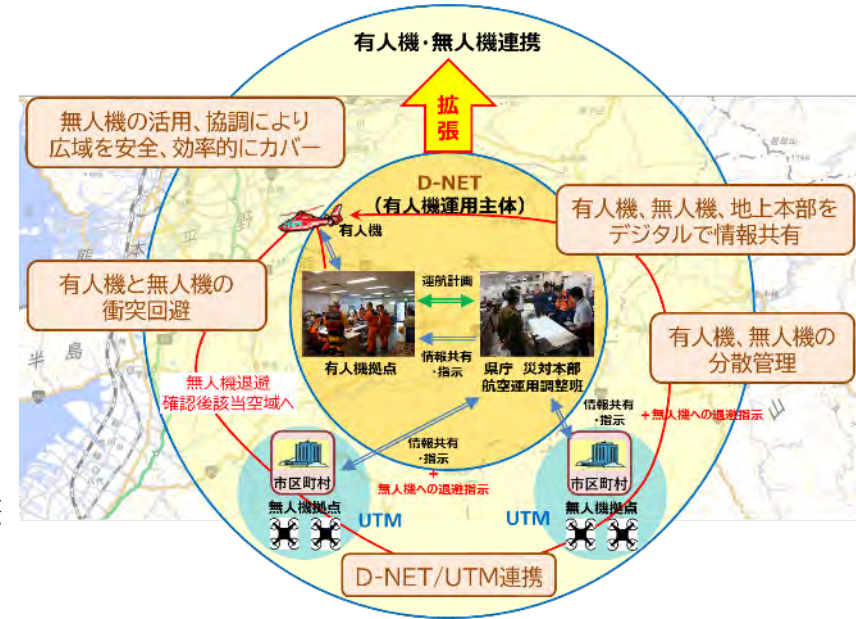 有人機・無人機連携
拡
張
無人機の活用、協調により
広域を安全、効率的にカバー
D-NET
(有人機運用主体)
有人機
有人機、無人機、地上本部を
デジタルで情報共有
有人機と無人機の
衝突回避
運航計画
情報共有
・指示
有人機拠点
県庁 災対本部
航空運用調整班
有人機、無人機の
分散管理
無人機退避
確認後該当空域へ
情報共有
・指示
+
無人機への退避指示
情報共有
・指示
+無人機への退避指示
市区町村
無人機拠点
UTM
市区町村
無人機拠点
UTM
D-NET/UTM連携
平
野
熊
本
半
島
山